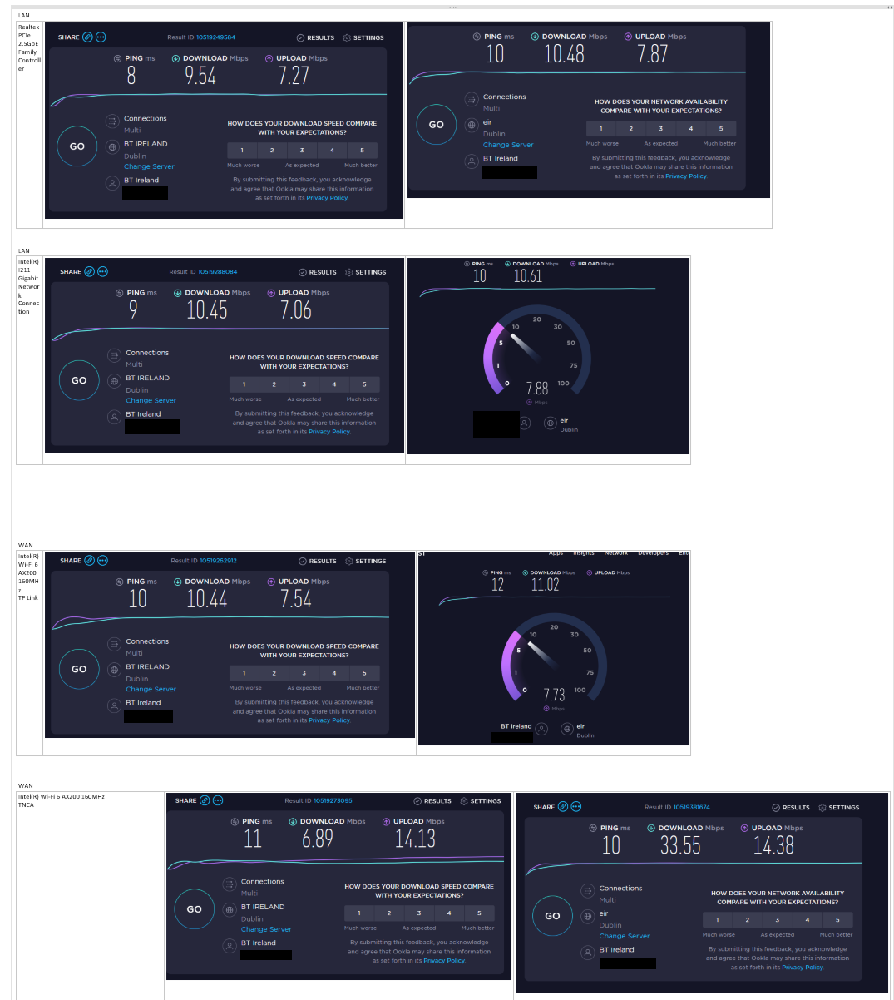 LAN
Realtek
PCIe
2.5GbE
Family
Controll
er
SHARE
Result ID 10519249584
RESULTS SETTINGS
PING ms DOWNLOAD Mbps UPLOAD Mbps
8 9.54 7.27
GO
Connections
Multi
BT IRELAND
Dublin
Change Server
BT Ireland
HOW DOES YOUR DOWNLOAD SPEED COMPARE
WITH YOUR EXPECTATIONS?
1 2 3 4 5
Much worse As expected Much better
By submitting this feedback, you acknowledge
and agree that Ookla may share this information
as set forth in its Privacy Policy.
PING ms DOWNLOAD Mbps UPLOAD Mbps
10 10.48 7.87
GO
Connections
Multi
eir
Dublin
Change Server
BT Ireland
HOW DOES YOUR NETWORK AVAILABILITY
COMPARE WITH YOUR EXPECTATIONS?
1 2 3 4 5
Much worse As expected Much better
By submitting this feedback, you acknowledge
and agree that Ookla may share this information
as set forth in its Privacy Policy.
LAN
Intel(R)
I211
Gigabit
Networ
k
Connec
tion
SHARE
Result ID 10519288084
RESULTS SETTINGS
PING ms DOWNLOAD Mbps UPLOAD Mbps
9 10.45 7.06
GO
Connections
Multi
BT IRELAND
Dublin
Change Server
BT Ireland
HOW DOES YOUR DOWNLOAD SPEED COMPARE
WITH YOUR EXPECTATIONS?
1 2 3 4 5
Much worse As expected Much better
By submitting this feedback, you acknowledge
and agree that Ookla may share this information
as set forth in its Privacy Policy.
PING ms DOWNLOAD Mbps UPLOAD Mbps
10 10.61
0 1 5 10 20 30 50 75 100
7.88
Mbps
eir
Dublin
WAN
Intel(R)
Wi-Fi 6
AX200
160MH
z
TP Link
SHARE
Result ID 10519262912
RESULTS SETTINGS
PING ms DOWNLOAD Mbps UPLOAD Mbps
10 10.44 7.54
GO
Connections
Multi
BT IRELAND
Dublin
Change Server
BT Ireland
HOW DOES YOUR DOWNLOAD SPEED COMPARE
WITH YOUR EXPECTATIONS?
1 2 3 4 5
Much worse As expected Much better
By submitting this feedback, you acknowledge
and agree that Ookla may share this information
as set forth in its Privacy Policy.
Apps Insights Network Developers
PING ms DOWNLOAD Mbps UPLOAD Mbps
12 11.02
0 1 5 10 20 30 50 75 100
7.73
Mbps
BT Ireland
eir
Dublin
WAN
Intel(R) Wi-Fi 6 AX200 160MHz
TNCA
SHARE
Result ID 10519273095
RESULTS SETTINGS
PING ms DOWNLOAD Mbps UPLOAD Mbps
11 6.89 14.13
GO
Connections
Multi
BT IRELAND
Dublin
Change Server
BT Ireland
HOW DOES YOUR DOWNLOAD SPEED COMPARE
WITH YOUR EXPECTATIONS?
1 2 3 4 5
Much worse As expected Much better
By submitting this feedback, you acknowledge
and agree that Ookla may share this information
as set forth in its Privacy Policy.
SHARE
Result ID 10519381674
RESULTS SETTINGS
PING ms DOWNLOAD Mbps UPLOAD Mbps
10 33.55 14.38
GO
Connections
Multi
eir
Dublin
Change Server
BT Ireland
HOW DOES YOUR NETWORK AVAILABILITY
COMPARE WITH YOUR EXPECTATIONS?
1 2 3 4 5
Much worse As expected Much better
By submitting this feedback, you acknowledge
and agree that Ookla may share this information
as set forth in its Privacy Policy.